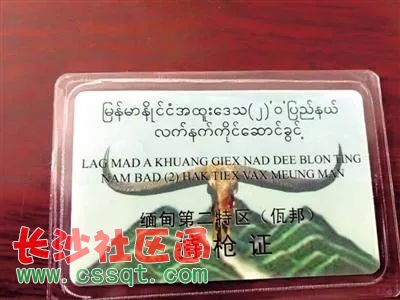 မြန်မာနိုင်ငံအထူးဒေသ(၂)"ဝ"ပြည်နယ်
လက်နက်ကိုင်ဆောင်ခွင့်
LAG MAD A KHUANG GIEX NAD DEE BLON TING
NAM BAD (2) HAK TIEX VAX MEUNG MAN
缅甸第二特区（佤邦）
持枪证
长沙社区通
www.cssqt.com